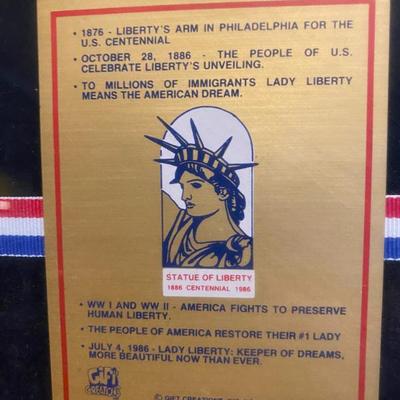 • 1876 - LIBERTY'S ARM IN PHILADELPHIA FOR THE
U.S. CENTENNIAL
• OCTOBER 28, 1886 - THE PEOPLE OF U.S.
CELEBRATE LIBERTY'S UNVEILING.
• TO MILLIONS OF IMMIGRANTS LADY LIBERTY
MEANS THE AMERICAN DREAM.
STATUE OF LIBERTY
1886 CENTENNIAL 1986
• WW I AND WW II - AMERICA FIGHTS TO PRESERVE
HUMAN LIBERTY.
• THE PEOPLE OF AMERICA RESTORE THEIR #1 LADY
• JULY 4, 1986 - LADY LIBERTY: KEEPER OF DREAMS,
MORE BEAUTIFUL NOW THAN EVER.
GIFT
CREATIONS
© GIFT CREATIONS